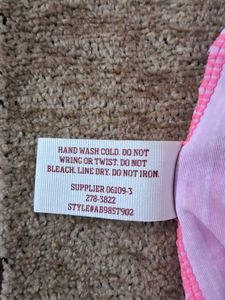 HAND WASH COLD. DO NOT
WRING OR TWIST. DO NOT
BLEACH. LINE DRY. DO NOT IRON.
SUPPLIER 06109-3
278-3822
STYLE#AB985T902